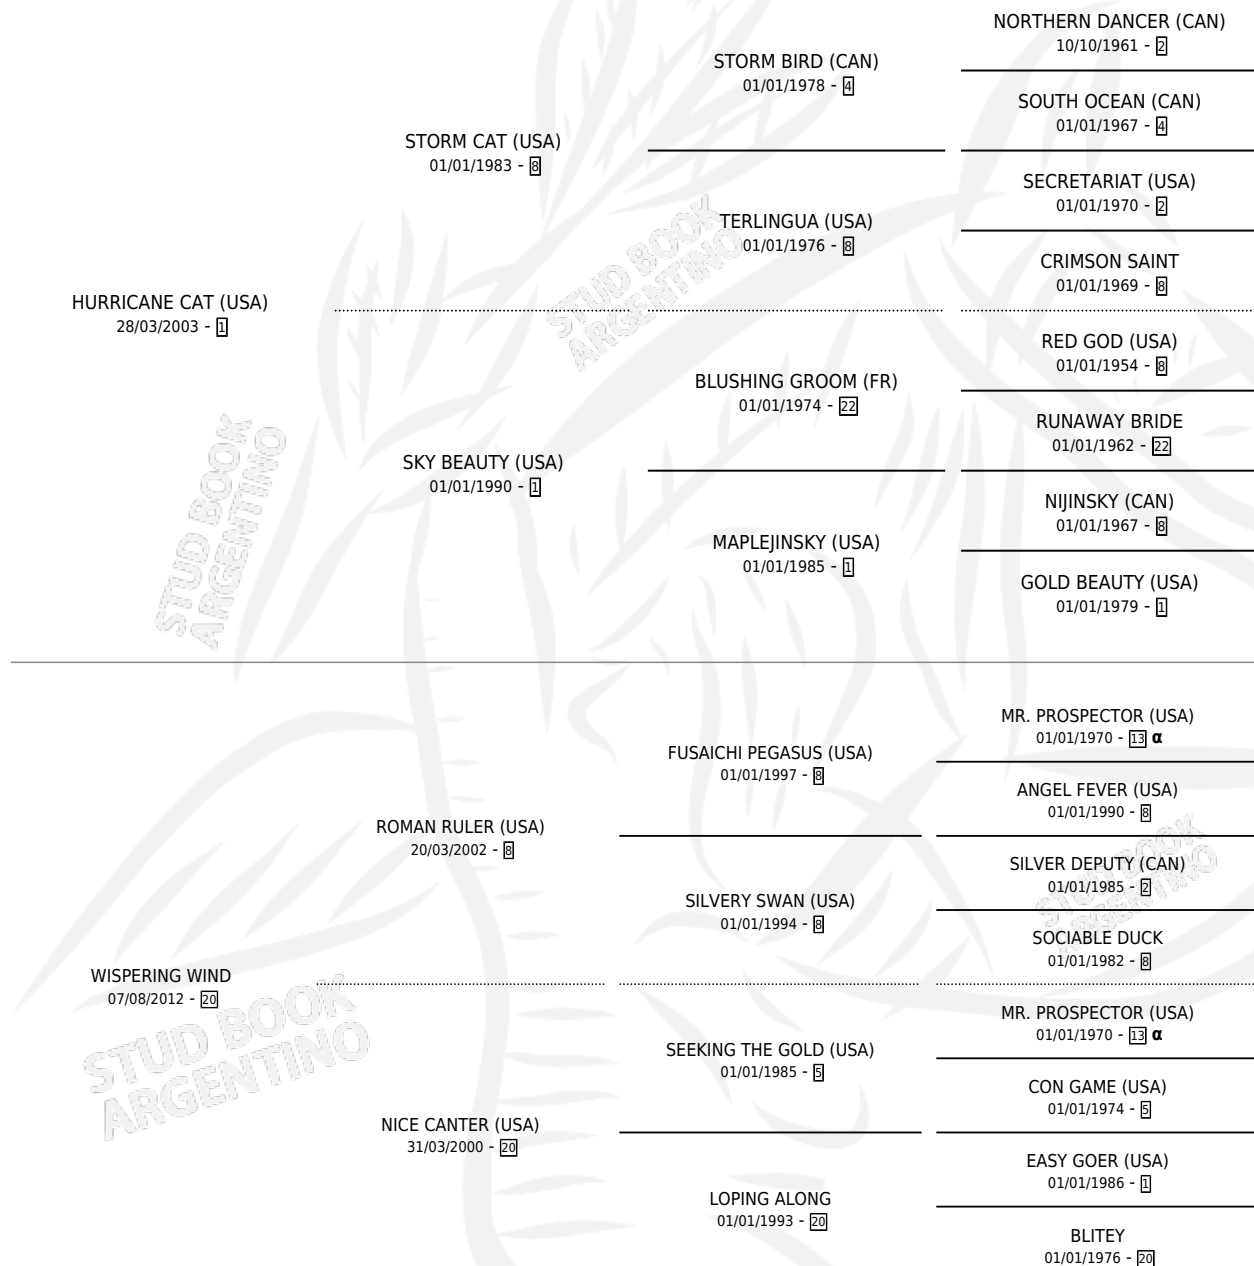 NORTHERN DANCER (CAN)
10/10/1961 - 2
STORM BIRD (CAN)
01/01/1978 - 4
SOUTH OCEAN (CAN)
01/01/1967 - 4
STORM CAT (USA)
01/01/1983 - 8
SECRETARIAT (USA)
01/01/1970 - 2
TERLINGUA (USA)
01/01/1976 - 8
CRIMSON SAINT
01/01/1969 - 8
HURRICANE CAT (USA)
28/03/2003 - 1
RED GOD (USA)
01/01/1954 - 8
BLUSHING GROOM (FR)
01/01/1974 - 22
RUNAWAY BRIDE
01/01/1962 - 22
SKY BEAUTY (USA)
01/01/1990 - 1
NIJINSKY (CAN)
01/01/1967 - 8
MAPLEJINSKY (USA)
01/01/1985 - 1
GOLD BEAUTY (USA)
01/01/1979 - 1
STUD BOOK
ARGENTINO
STUD BOOK
ARGENTINO
MR. PROSPECTOR (USA)
01/01/1970 - 13 α
FUSAICHI PEGASUS (USA)
01/01/1997 - 8
ANGEL FEVER (USA)
01/01/1990 - 8
ROMAN RULER (USA)
20/03/2002 - 8
SILVER DEPUTY (CAN)
01/01/1985 - 2
SILVERY SWAN (USA)
01/01/1994 - 8
SOCIABLE DUCK
01/01/1982 - 8
STUD BOOK
ARGENTINO
WISPERING WIND
07/08/2012 - 20
MR. PROSPECTOR (USA)
01/01/1970 - 13 α
SEEKING THE GOLD (USA)
01/01/1985 - 5
CON GAME (USA)
01/01/1974 - 5
NICE CANTER (USA)
31/03/2000 - 20
EASY GOER (USA)
01/01/1986 - 1
LOPING ALONG
01/01/1993 - 20
BLITEY
01/01/1976 - 20
STUD BOOK
ARGENTINO